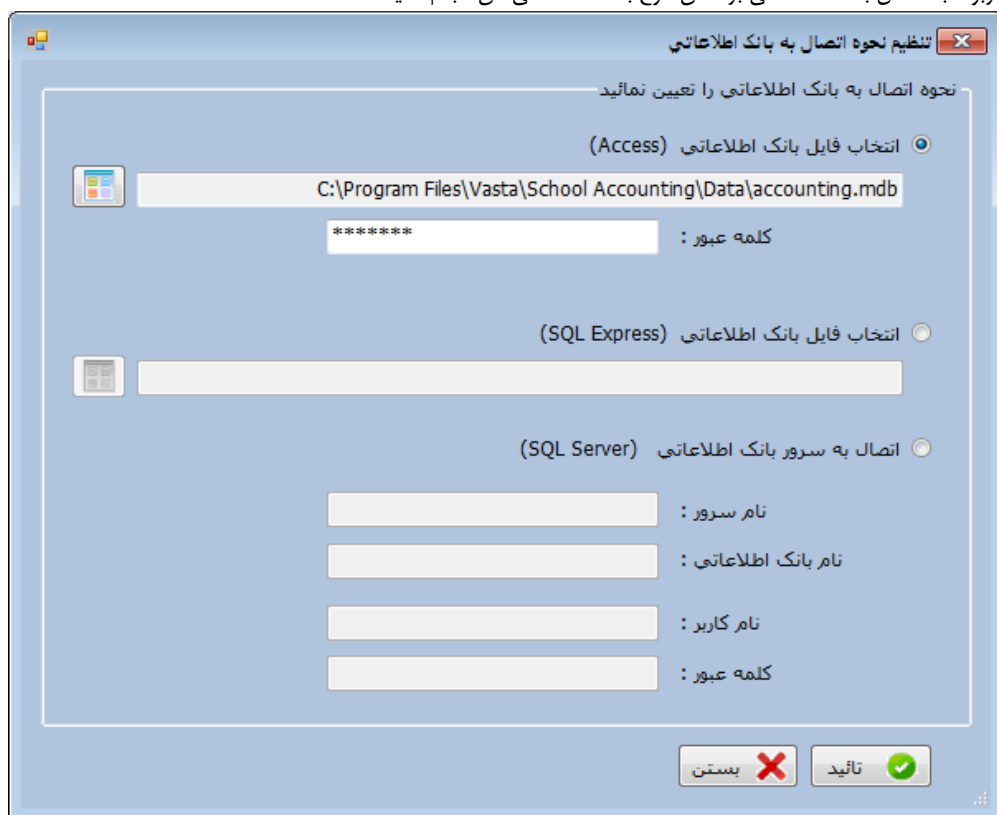 تنظیم نحوه اتصال به بانک اطلاعاتي
نحوه اتصال به بانک اطلاعاتی را تعیین نمائید
انتخاب فایل بانک اطلاعاتی (Access)
C:\Program Files\Vasta\School Accounting\Data\accounting.mdb
کلمه عبور : *******
انتخاب فایل بانک اطلاعاتی (SQL Express)
اتصال به سرور بانک اطلاعاتی (SQL Server)
نام سرور :
نام بانک اطلاعاتی :
نام کاربر :
کلمه عبور :
تائید بستن